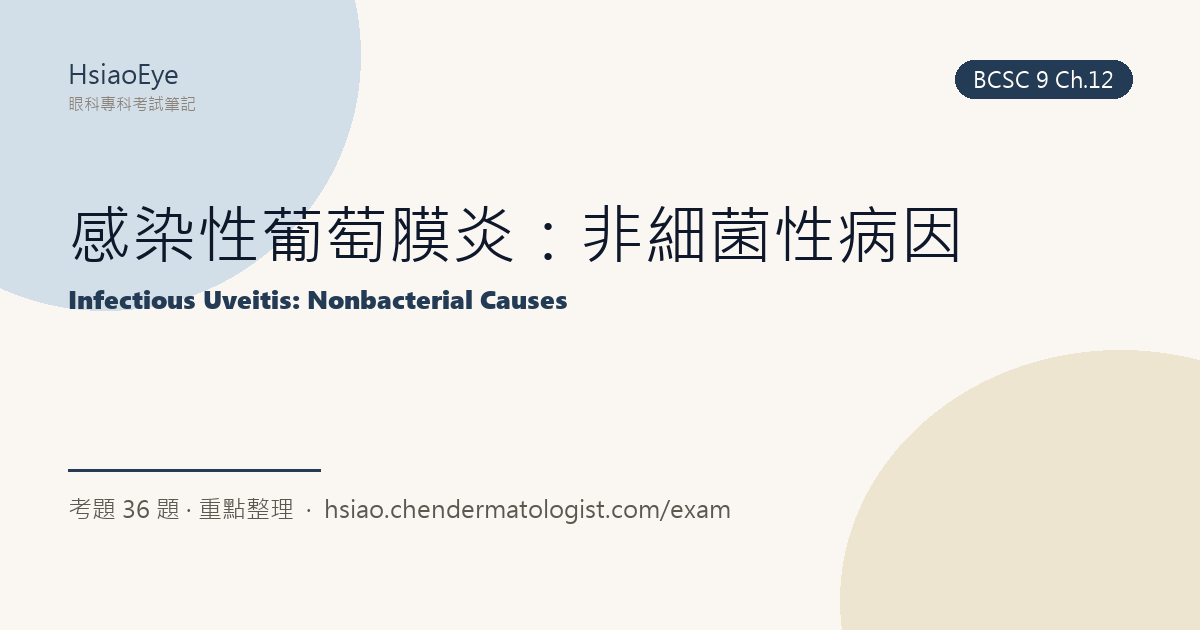 HsiaoEye
眼科專科考試筆記
BCSC 9 Ch.12
感染性葡萄膜炎：非細菌性病因
Infectious Uveitis: Nonbacterial Causes
考題 36 題 · 重點整理 · hsiao.chendermatologist.com/exam